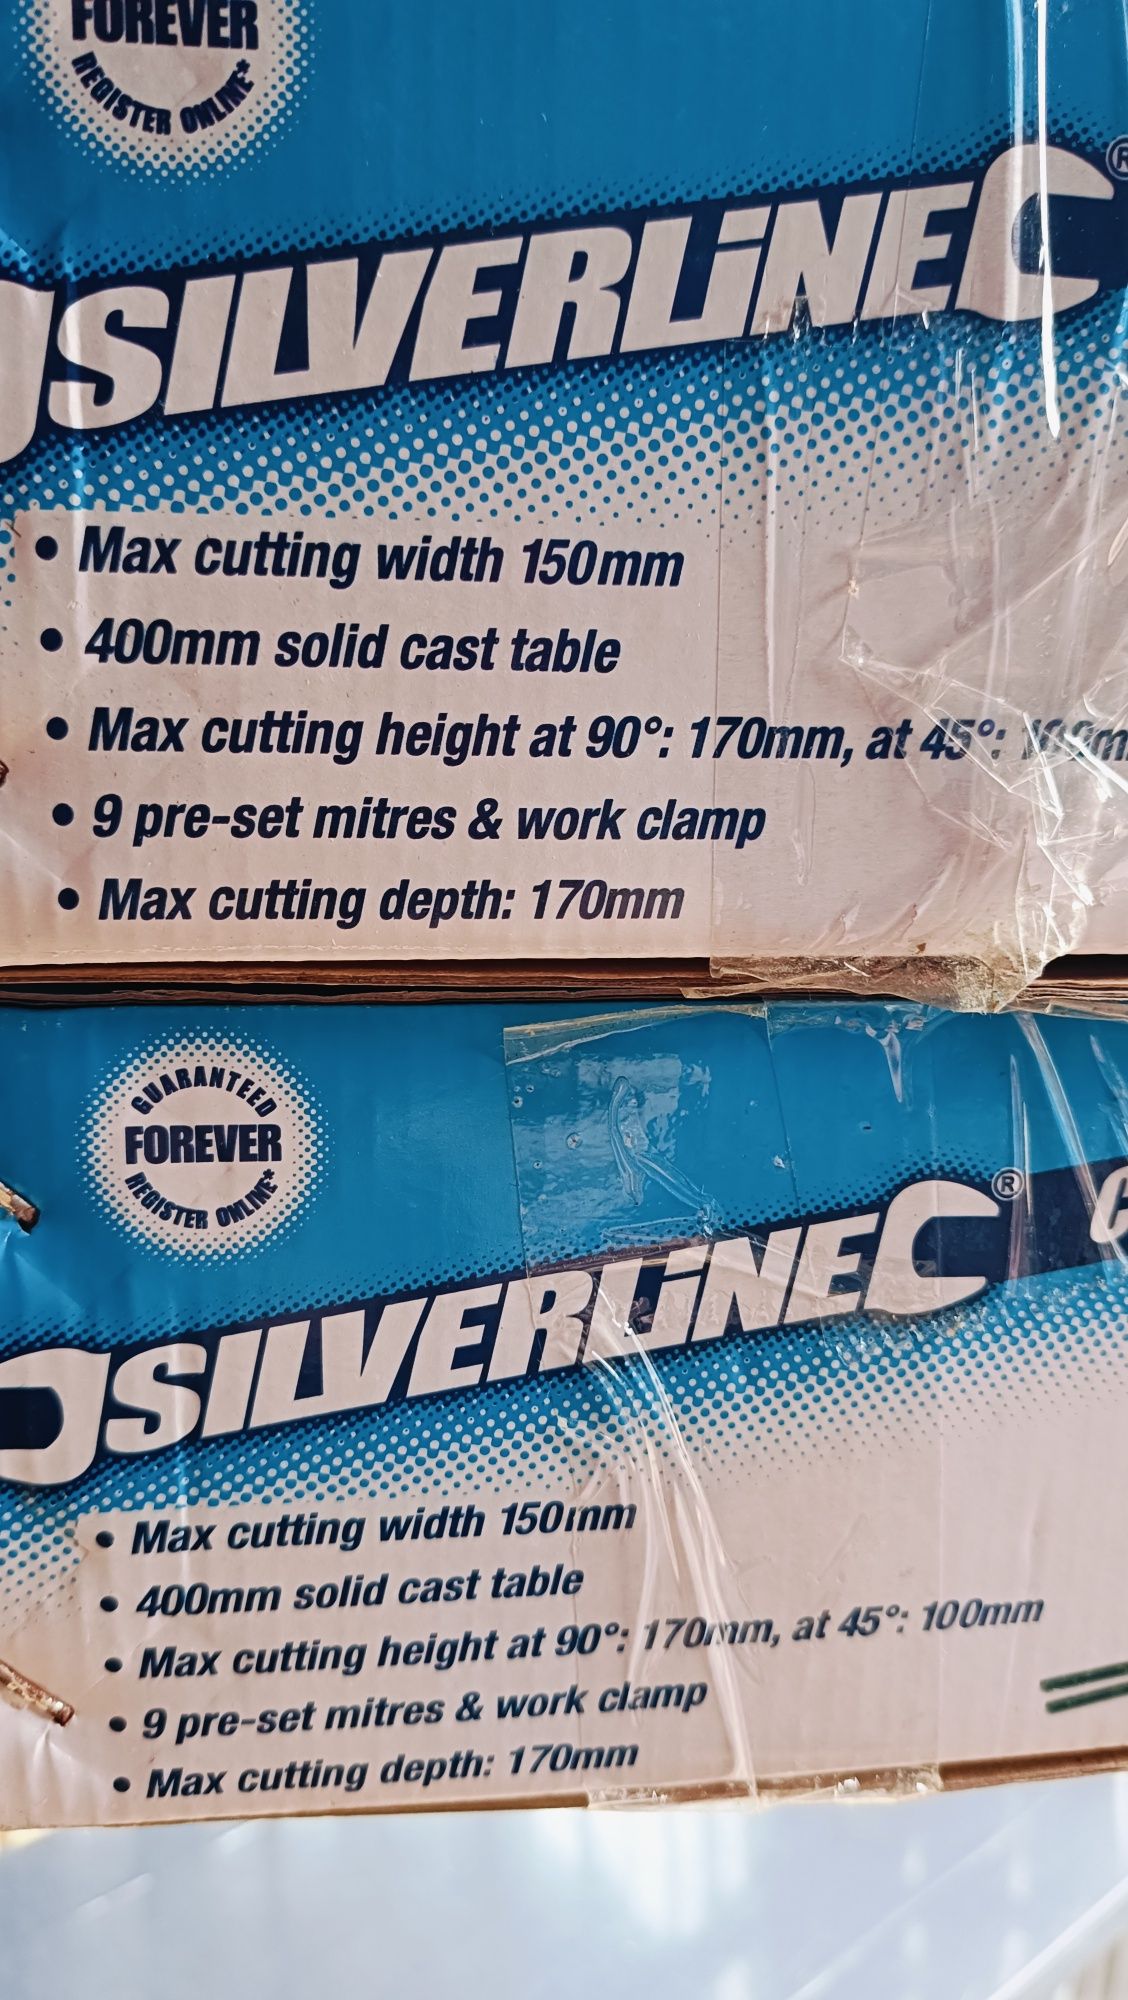 FOREVER
REGISTER ONLINE*
SILVERLINE®
• Max cutting width 150mm
• 400mm solid cast table
• Max cutting height at 90°: 170mm, at 45°:
• 9 pre-set mitres & work clamp
• Max cutting depth: 170mm
GUARANTEED
FOREVER
REGISTER ONLINE*
SILVERLINE®
• Max cutting width 150mm
• 400mm solid cast table
• Max cutting height at 90°: 170mm, at 45°: 100mm
• 9 pre-set mitres & work clamp
• Max cutting depth: 170mm